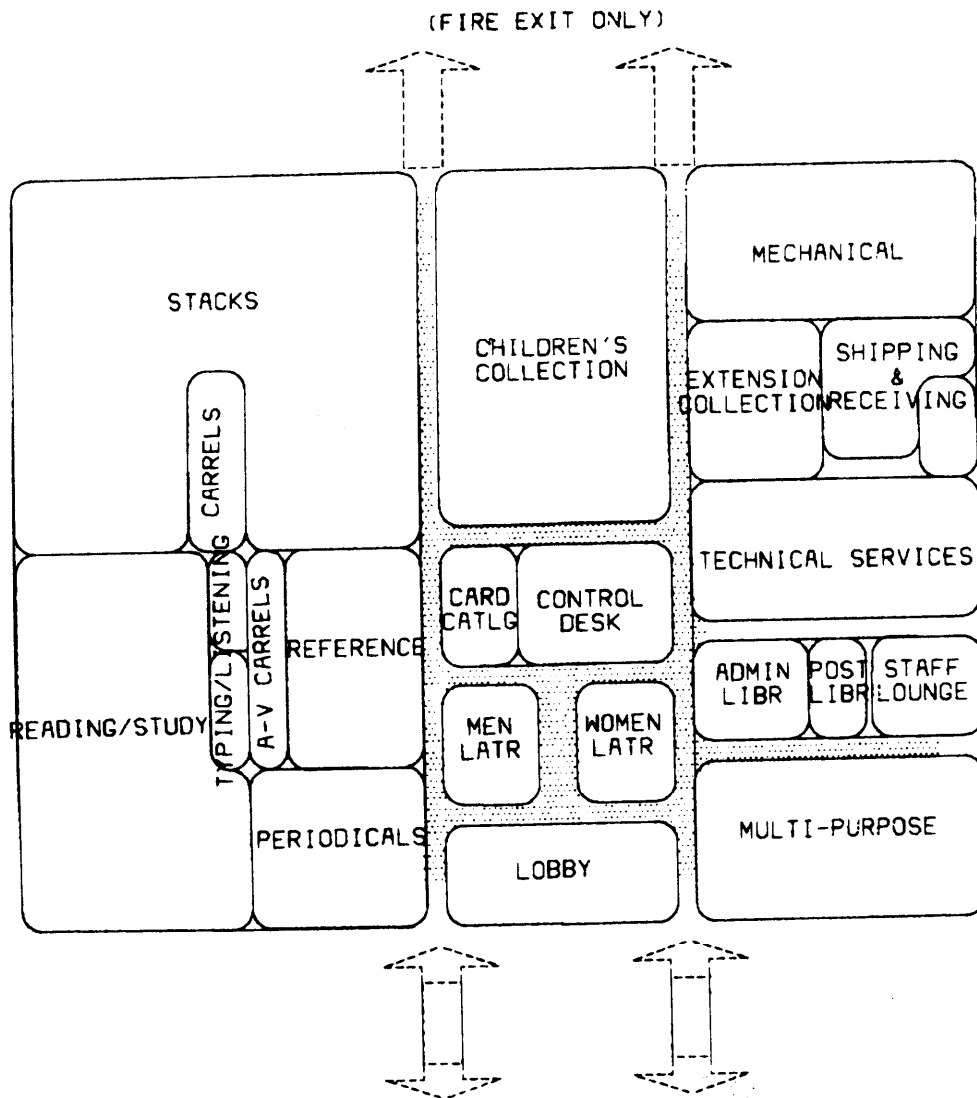 (FIRE EXIT ONLY)
MECHANICAL
STACKS
CHILDREN'S
COLLECTION
EXTENSION
COLLECTION
SHIPPING
&
RECEIVING
CARRELS
TYPING/LISTENING
A-V CARRELS
REFERENCE
READING/STUDY
PERIODICALS
CARD
CATLG
CONTROL
DESK
TECHNICAL SERVICES
ADMIN
LIBR
POST
LIBR
STAFF
LOUNGE
MEN
LATR
WOMEN
LATR
LOBBY
MULTI-PURPOSE